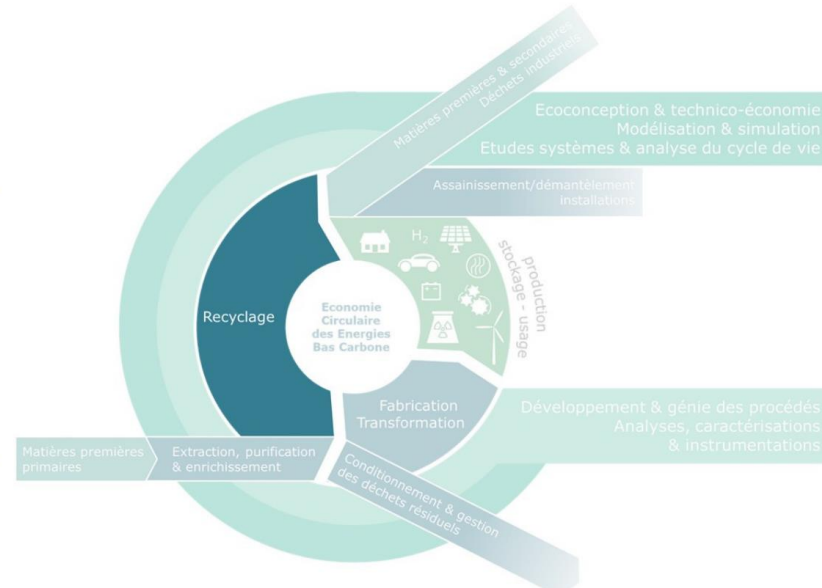 Matières premières & secondaires
Déchets industriels
Ecoconception & technico-économie
Modélisation & simulation
Etudes systèmes & analyse du cycle de vie
Assainissement/démantèlement
installations
H2
production
stockage - usage
Recyclage
Economie
Circulaire
des Energies
Bas Carbone
Fabrication
Transformation
Développement & génie des procédés
Analyses, caractérisations
& instrumentations
Matières premières
primaires
Extraction, purification
& enrichissement
Conditionnement & gestion
des déchets résiduels